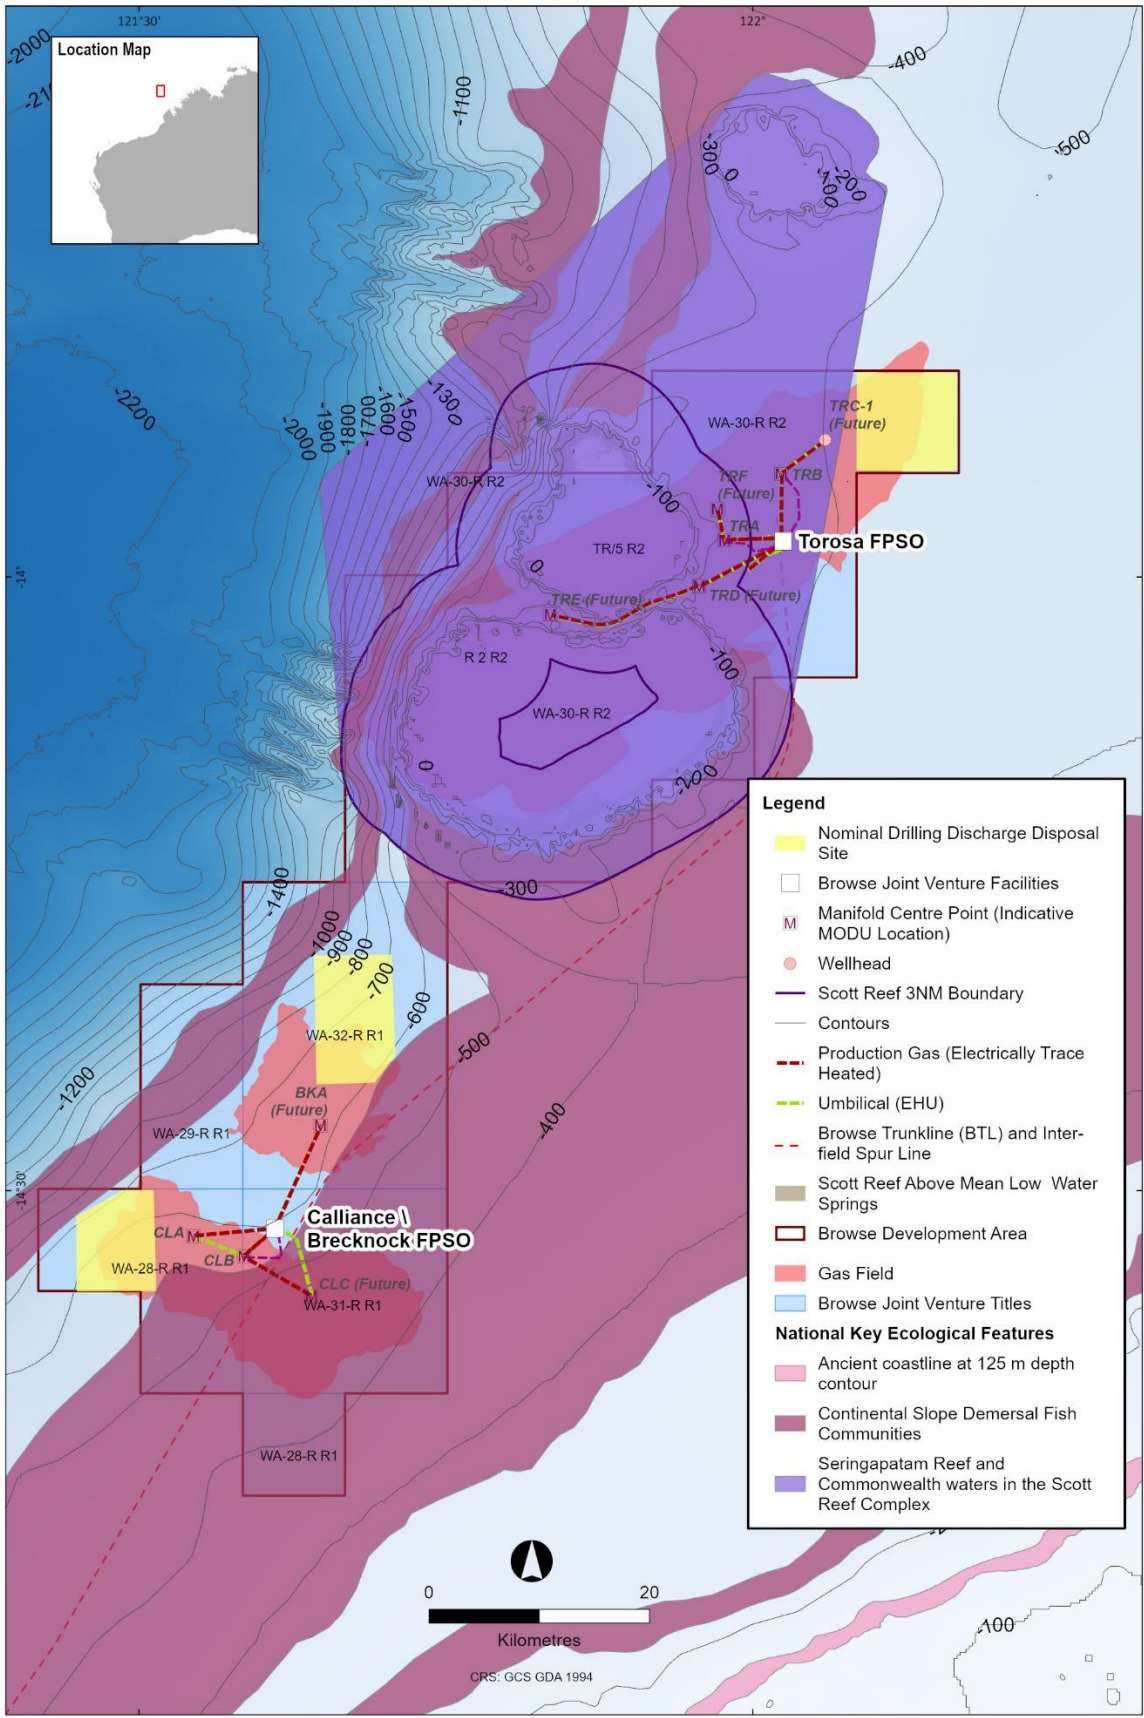 121°30'
122°
Location Map
-2000
-400
-1100
-500
-300
0
-200
-100
-2200
-2000
-1900
-1800
-1700
-1600
-1500
-130
WA-30-R R2
TRC-1
(Future)
WA-30-R R2
TRF
(Future)
M
TRB
M
-100
TRA
M
Torosa FPSO
TR/5 R2
0
-14°
TRE (Future)
M
M
TRD (Future)
R 2 R2
-100
WA-30-R R2
0
-200
-300
-1400
-1000
-900
-800
-700
-600
WA-32-R R1
-500
-1200
BKA
(Future)
M
-400
WA-29-R R1
-14°30'
CLA
M
Calliance \
Brecknock FPSO
CLB
M
WA-28-R R1
CLC (Future)
M
WA-31-R R1
WA-28-R R1
Legend
Nominal Drilling Discharge Disposal
Site
Browse Joint Venture Facilities
M
Manifold Centre Point (Indicative
MODU Location)
Wellhead
Scott Reef 3NM Boundary
Contours
Production Gas (Electrically Trace
Heated)
Umbilical (EHU)
Browse Trunkline (BTL) and Inter-
field Spur Line
Scott Reef Above Mean Low Water
Springs
Browse Development Area
Gas Field
Browse Joint Venture Titles
National Key Ecological Features
Ancient coastline at 125 m depth
contour
Continental Slope Demersal Fish
Communities
Seringapatam Reef and
Commonwealth waters in the Scott
Reef Complex
0
20
Kilometres
CRS: GCS GDA 1994
-100